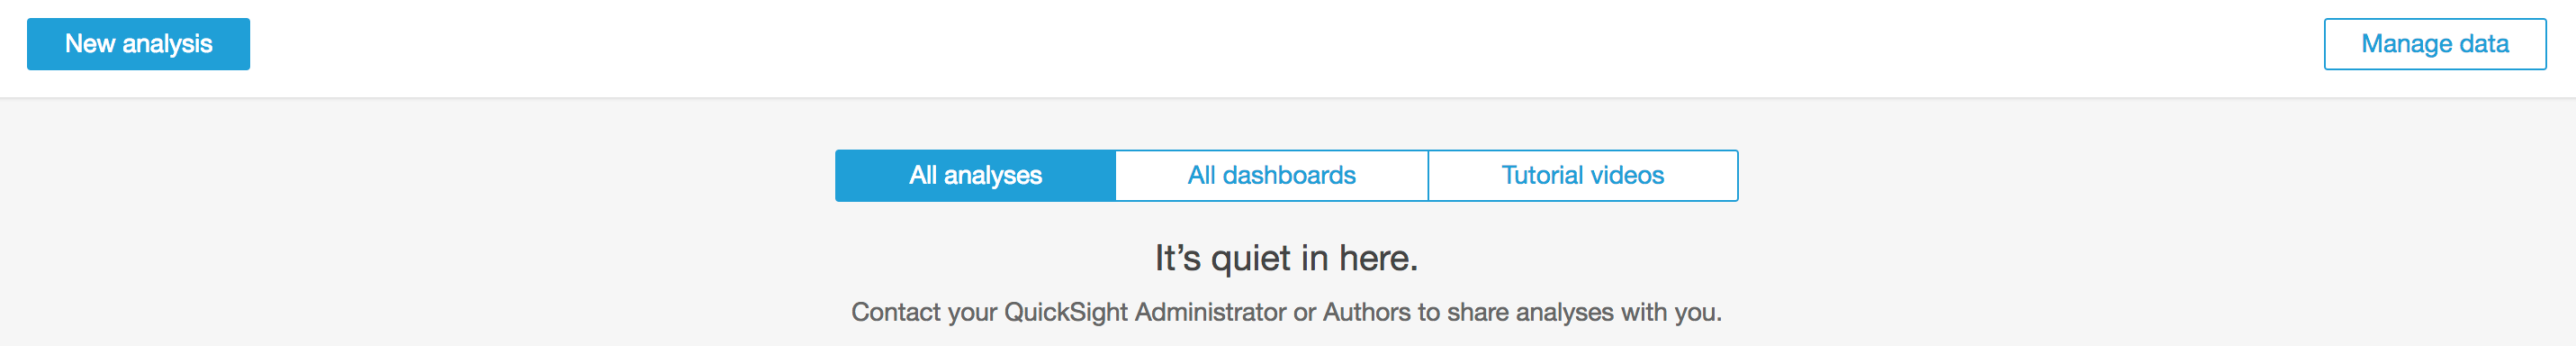 New analysis
Manage data
All analyses
All dashboards
Tutorial videos
It’s quiet in here.
Contact your QuickSight Administrator or Authors to share analyses with you.